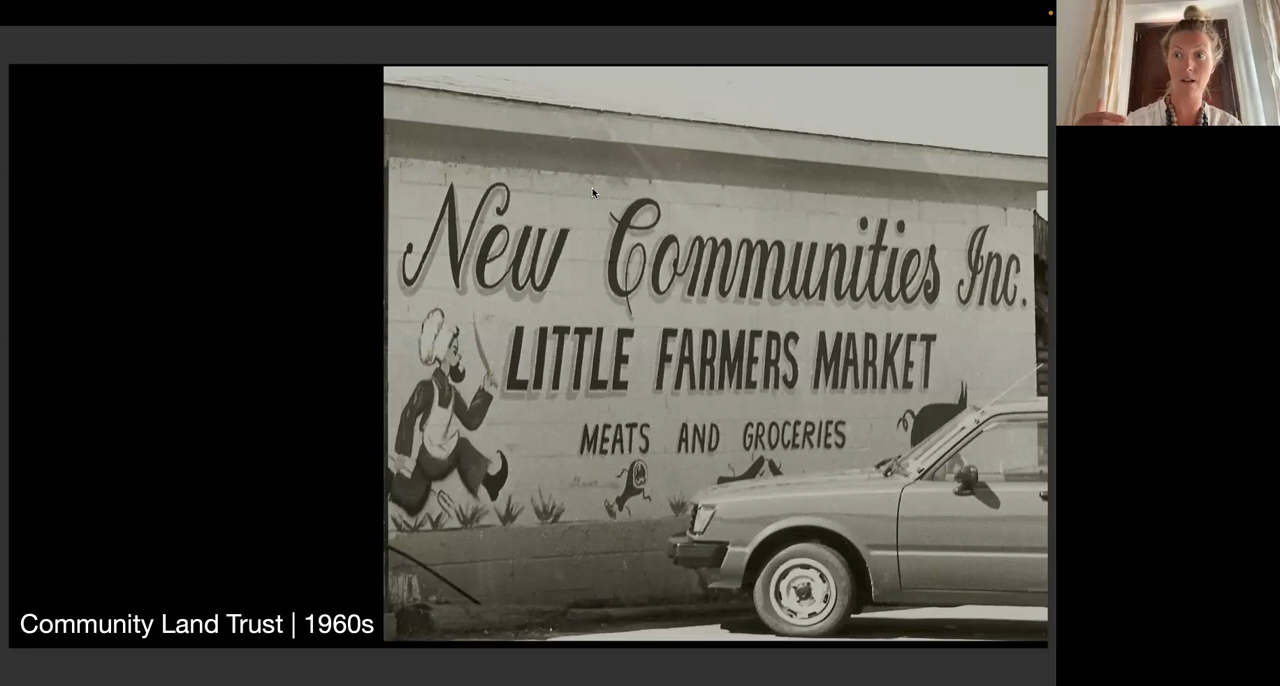 New Communities Inc.
LITTLE FARMERS MARKET
MEATS AND GROCERIES
Community Land Trust | 1960s